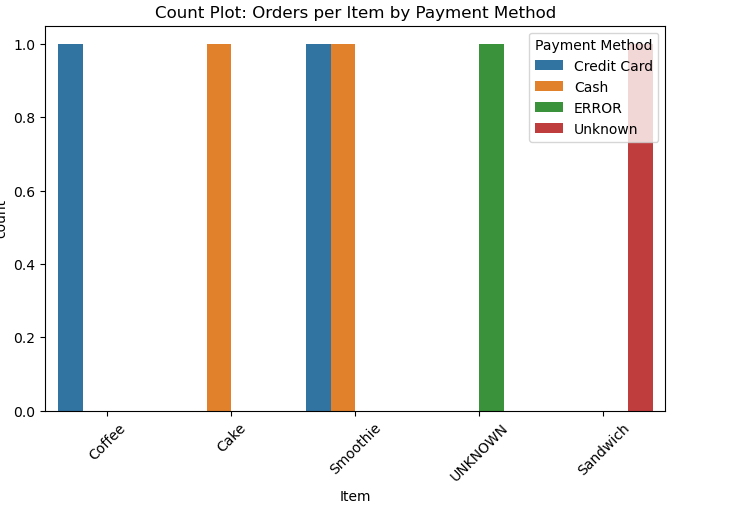 Count Plot: Orders per Item by Payment Method
Payment Method
Credit Card
Cash
ERROR
Unknown
1.0
0.8
0.6
0.4
0.2
0.0
count
Coffee
Cake
Smoothie
UNKNOWN
Sandwich
Item